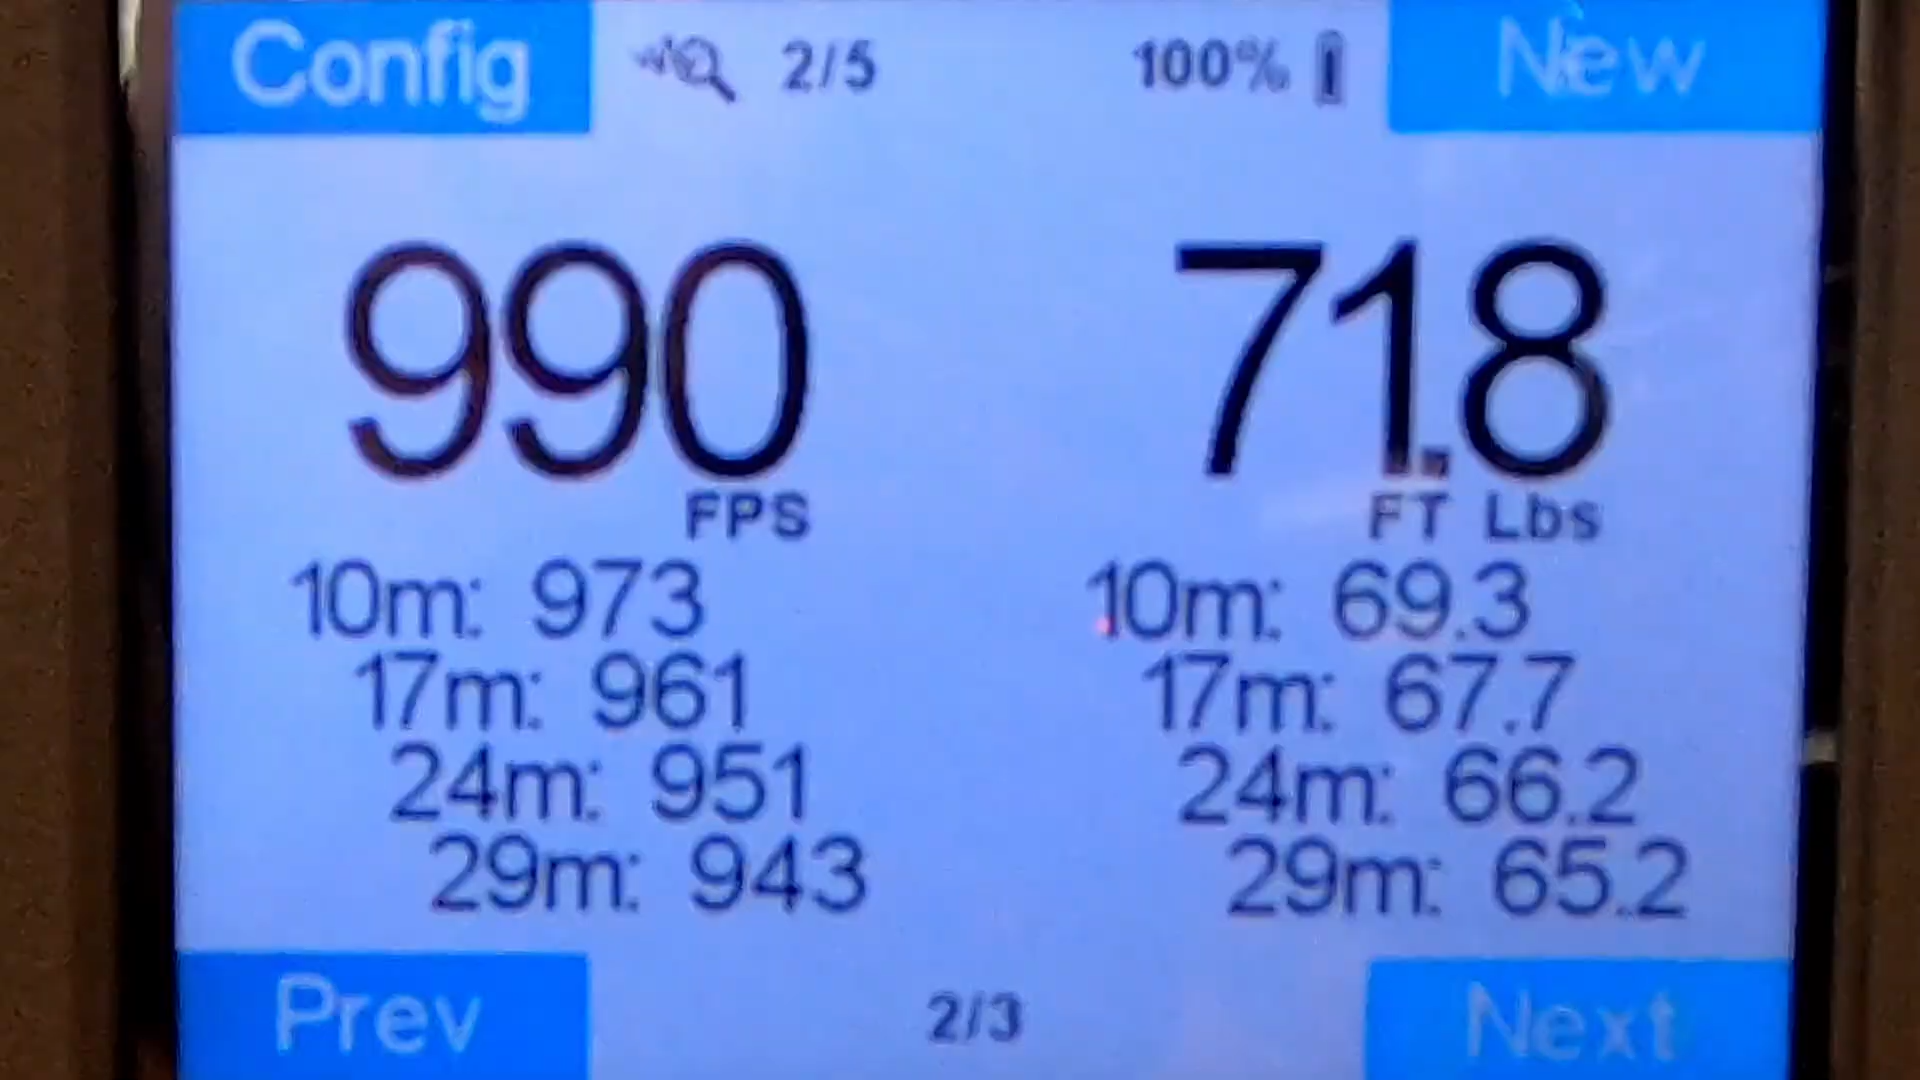 Config 2/5 100% New
990 71.8
FPS FT Lbs
10m: 973 10m: 69.3
17m: 961 17m: 67.7
24m: 951 24m: 66.2
29m: 943 29m: 65.2
Prev 2/3 Next